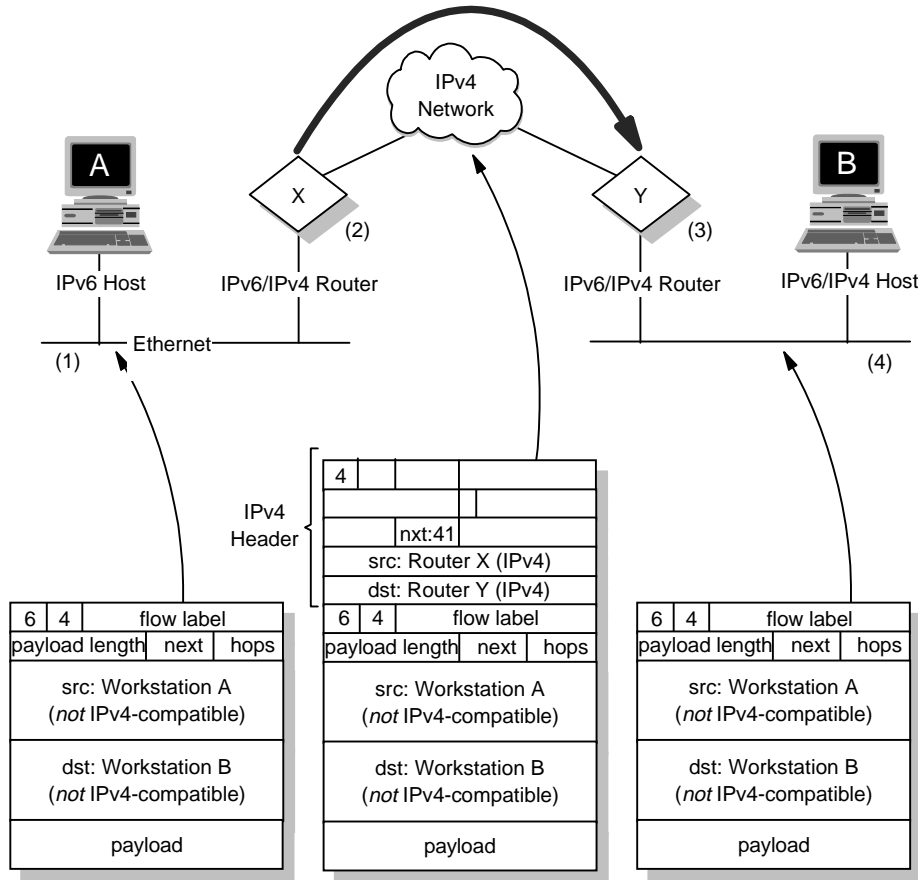 IPv4
Network
A
B
X
Y
(2)
(3)
IPv6 Host
IPv6/IPv4 Router
IPv6/IPv4 Router
IPv6/IPv4 Host
Ethernet
(1)
(4)
IPv4
Header
4
nxt:41
src: Router X (IPv4)
dst: Router Y (IPv4)
6 4 flow label
payload length next hops
src: Workstation A
(not IPv4-compatible)
dst: Workstation B
(not IPv4-compatible)
payload
6 4 flow label
payload length next hops
src: Workstation A
(not IPv4-compatible)
dst: Workstation B
(not IPv4-compatible)
payload
6 4 flow label
payload length next hops
src: Workstation A
(not IPv4-compatible)
dst: Workstation B
(not IPv4-compatible)
payload